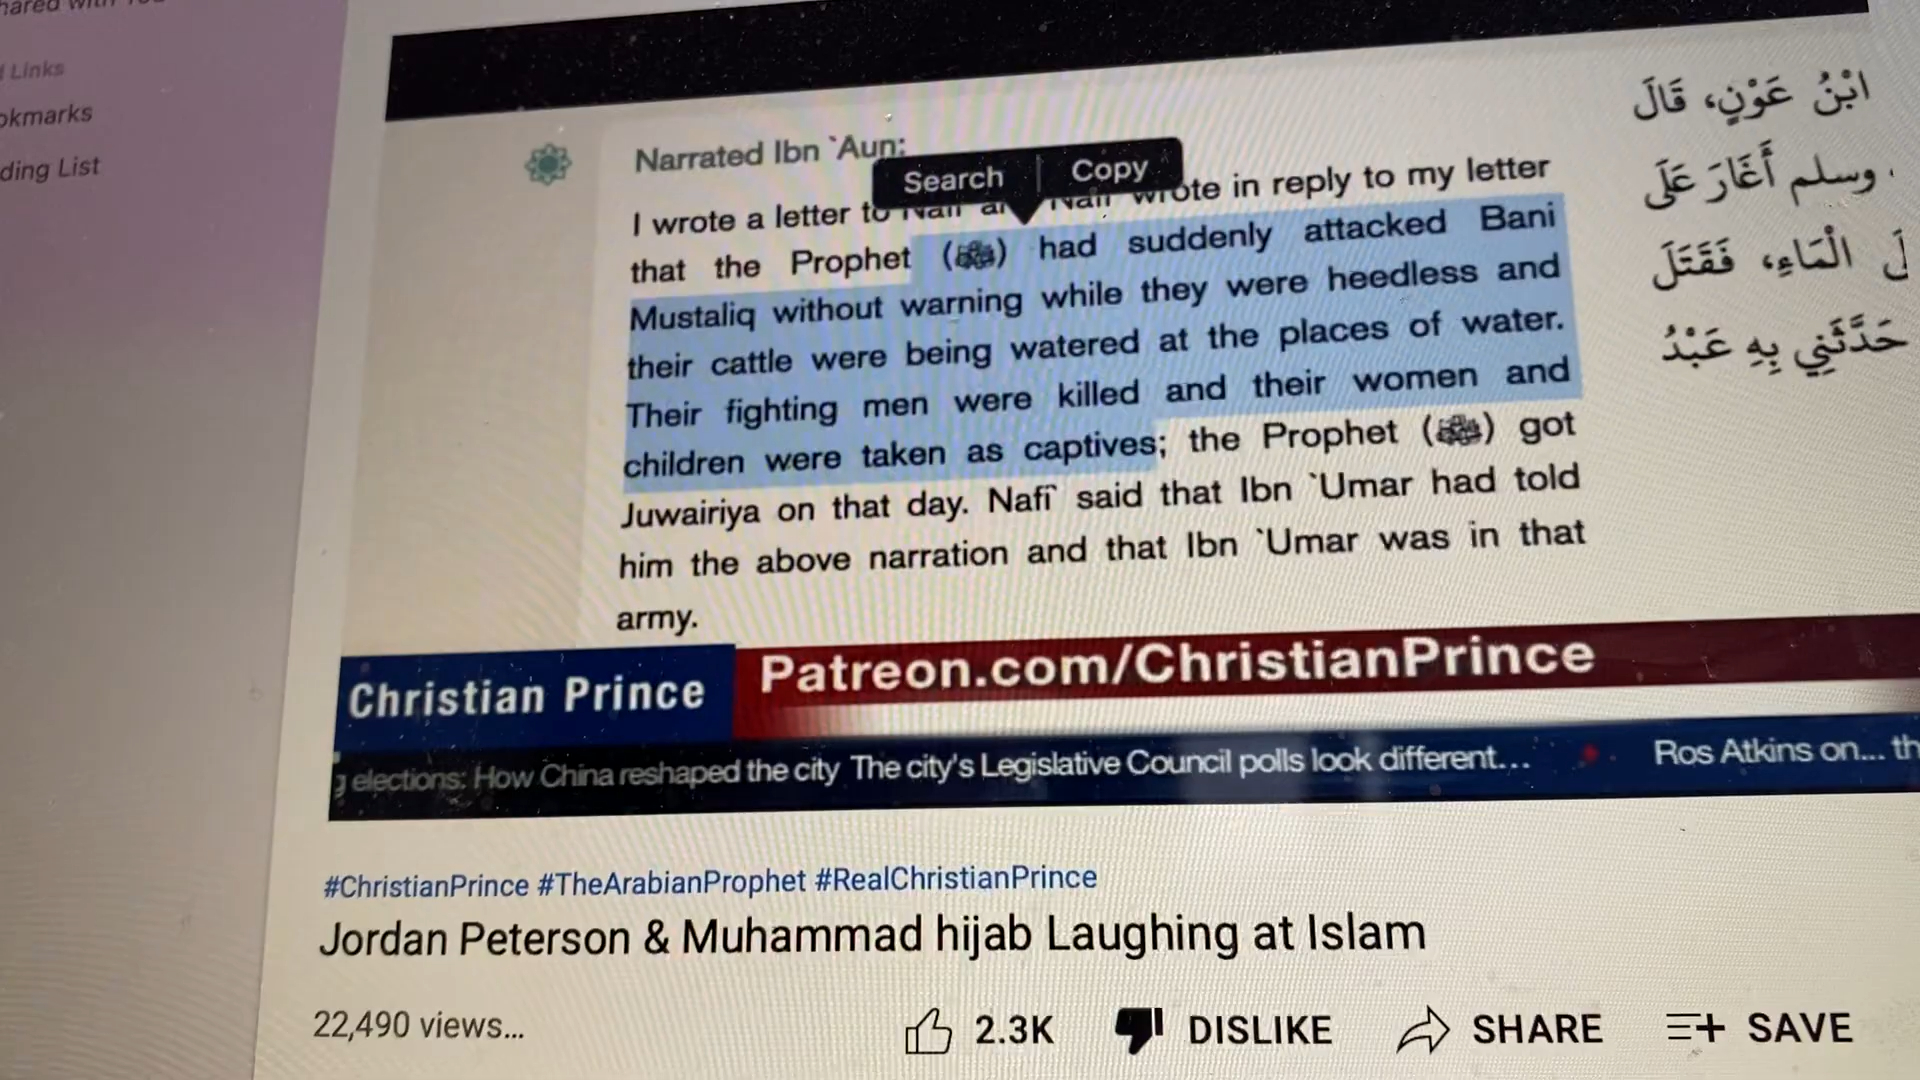 hared with You
Links
okmarks
ding List
Narrated Ibn `Aun:
Search | Copy
I wrote a letter to Nafi wrote in reply to my letter
that the Prophet (ﷺ) had suddenly attacked Bani
Mustaliq without warning while they were heedless and
their cattle were being watered at the places of water.
Their fighting men were killed and their women and
children were taken as captives; the Prophet (ﷺ) got
Juwairiya on that day. Nafi` said that Ibn `Umar had told
him the above narration and that Ibn `Umar was in that
army.
ابْنُ عَوْنٍ، قَالَ
وسلم أَغَارَ عَلَى
الْمَاءِ، فَقَتَلَ
حَدَّثَنِي بِهِ عَبْدُ
Christian Prince
Patreon.com/ChristianPrince
g elections: How China reshaped the city The city's Legislative Council polls look different... Ros Atkins on... th
#ChristianPrince #TheArabianProphet #RealChristianPrince
Jordan Peterson & Muhammad hijab Laughing at Islam
22,490 views...
2.3K
DISLIKE
SHARE
SAVE